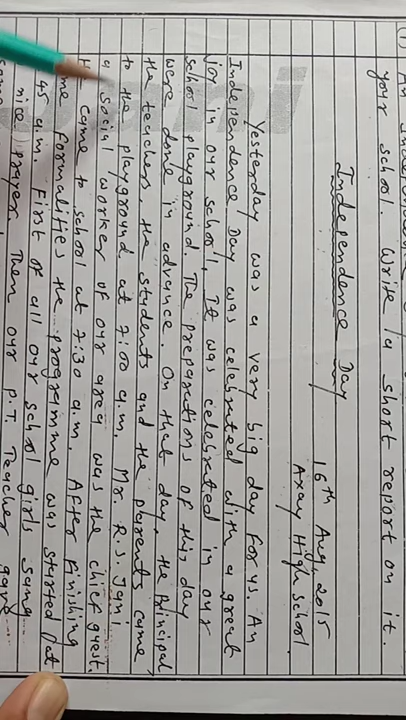 (1) An
your school. Write a short report on it.
Independence Day
16th Aug, 2015
Axay High School
Yesterday was a very big day for us. An
Independence Day was celebrated with a great
joy in our school. It was celebrated in our
school playground. The preparations of this day
were done in advance. On that day, the Principal
the teachers, the students and the parents came
to the playground at 7:00 a.m. Mr. R. S. Jani
a social worker of our area was the chief guest.
came to school at 7:30 a.m. After finishing
formalities the programme was started at
45 a.m. First of all our school girls sang
nice prayer. Then our P.T. Teacher gave